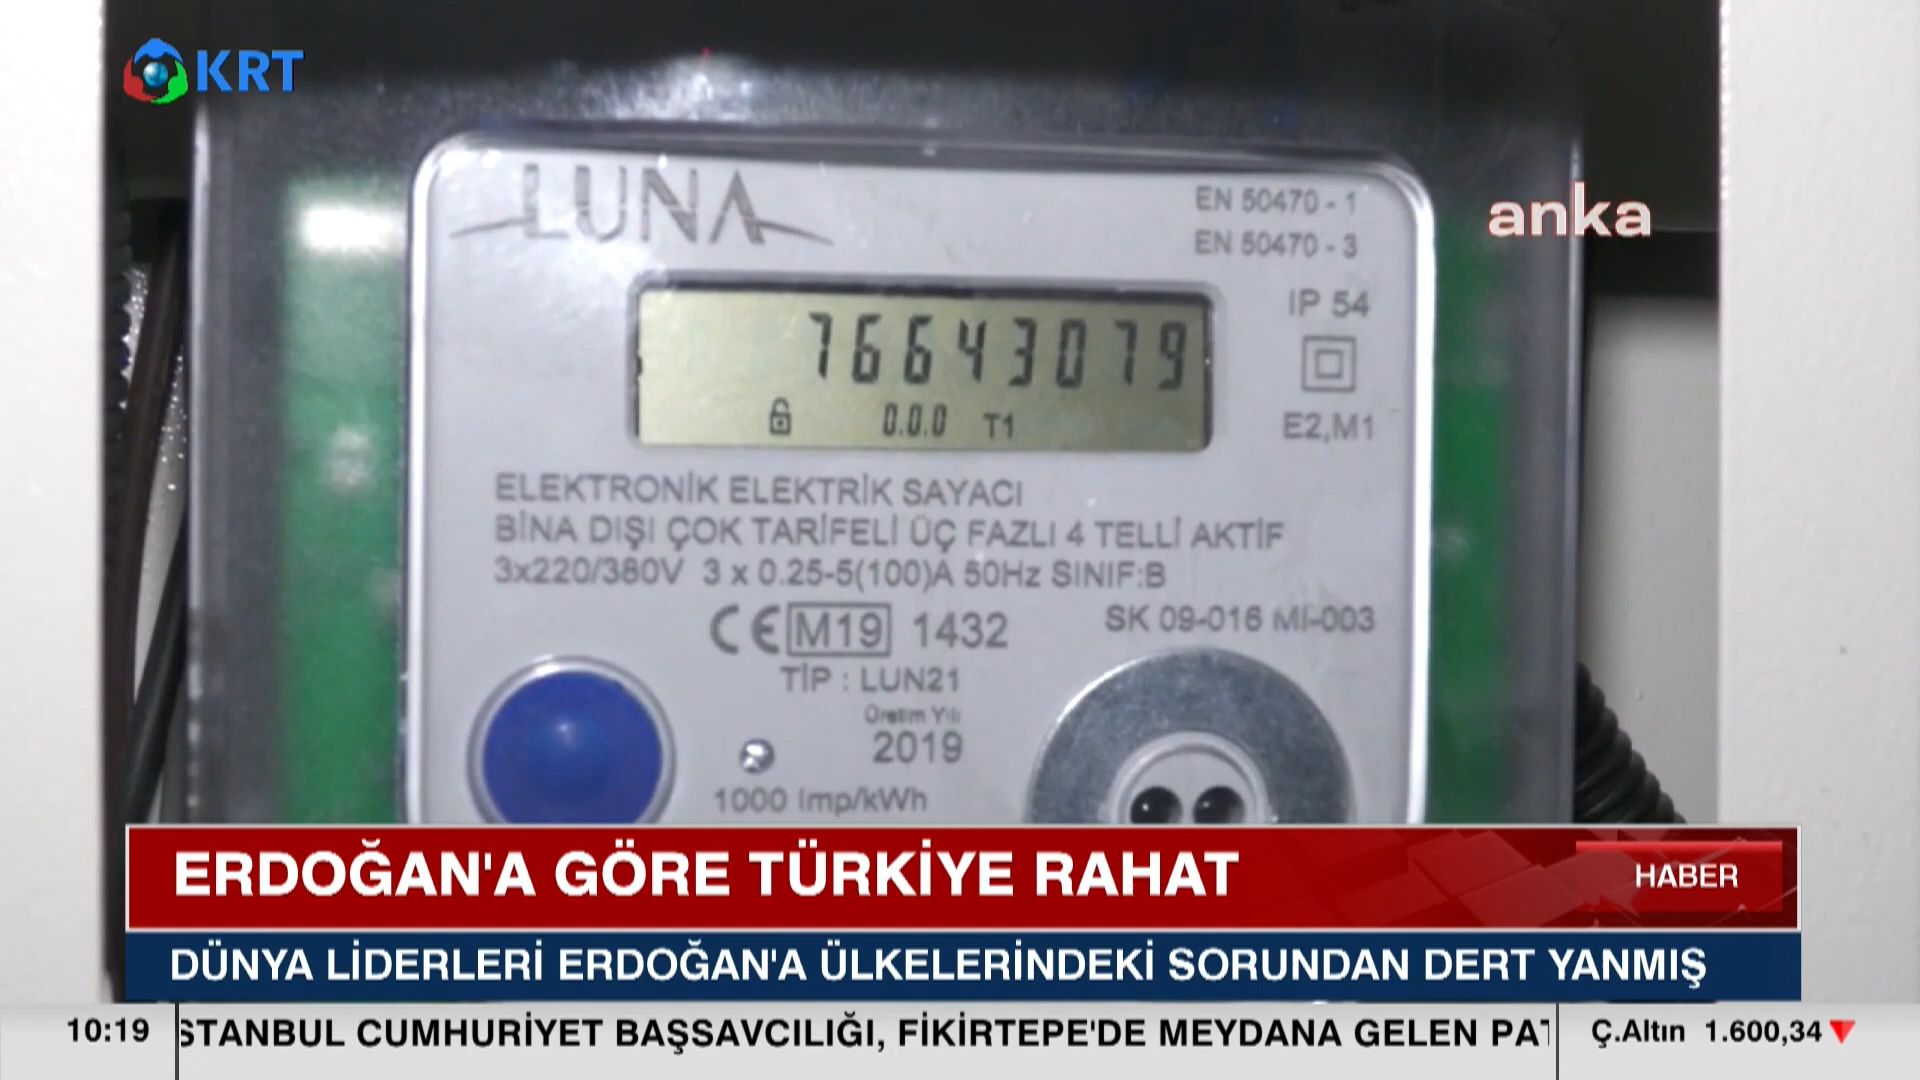 KRT
LUNA
EN 50470 - 1
EN 50470 - 3
anka
76643079
0.0.0 T1
IP 54
E2,M1
ELEKTRONİK ELEKTRİK SAYACI
BİNA DIŞI ÇOK TARİFELİ ÜÇ FAZLI 4 TELLİ AKTİF
3x220/380V 3 x 0.25-5(100)A 50Hz SINIF:B
CE M19 1432
SK 09-016 MI-003
TİP : LUN21
Üretim Yılı
2019
1000 Imp/kWh
ERDOĞAN'A GÖRE TÜRKİYE RAHAT
HABER
DÜNYA LİDERLERİ ERDOĞAN'A ÜLKELERİNDEKİ SORUNDAN DERT YANMIŞ
10:19
STANBUL CUMHURİYET BAŞSAVCILIĞI, FİKİRTEPE'DE MEYDANA GELEN PAT
Ç.Altın 1.600,34